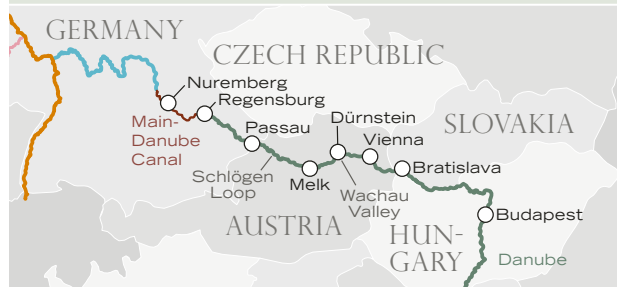 GERMANY
CZECH REPUBLIC
Nuremberg
Regensburg
Main-
Danube
Canal
Passau
Dürnstein
Vienna
SLOVAKIA
Schlögen
Loop
Melk
Wachau
Valley
Bratislava
AUSTRIA
HUN-
GARY
Budapest
Danube